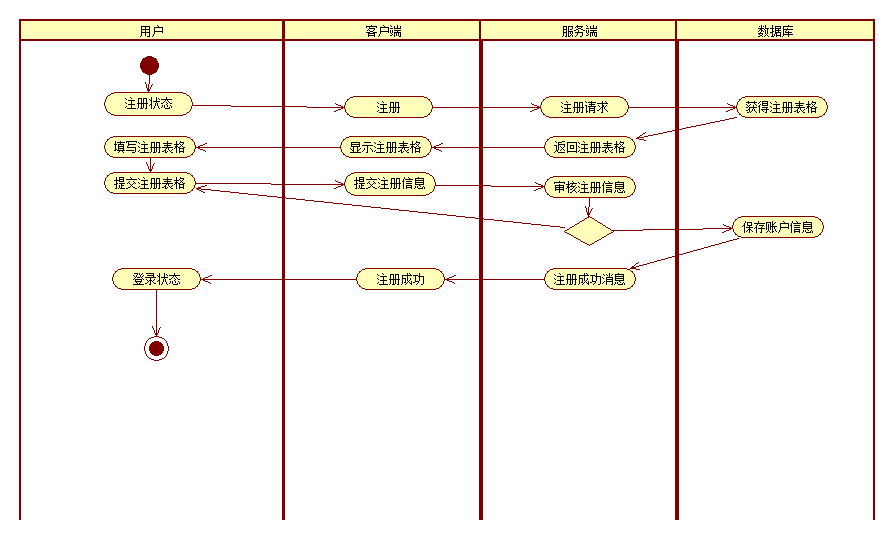 用户
客户端
服务端
数据库
注册状态
注册
注册请求
获得注册表格
填写注册表格
显示注册表格
返回注册表格
提交注册表格
提交注册信息
审核注册信息
保存账户信息
登录状态
注册成功
注册成功消息